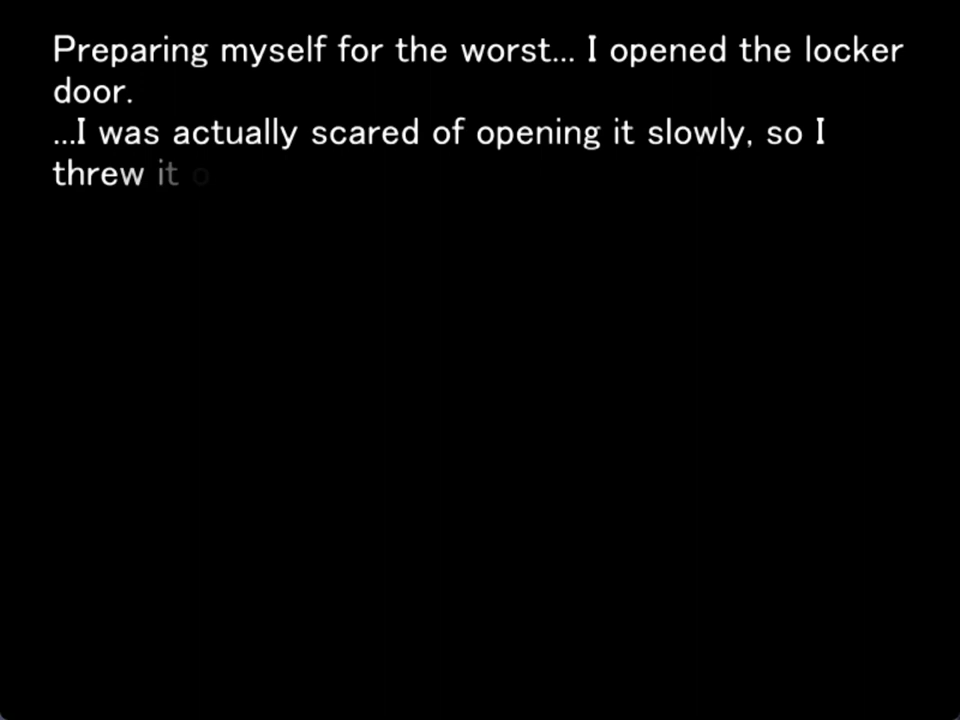 Preparing myself for the worst... I opened the locker
door.
...I was actually scared of opening it slowly, so I
threw it o